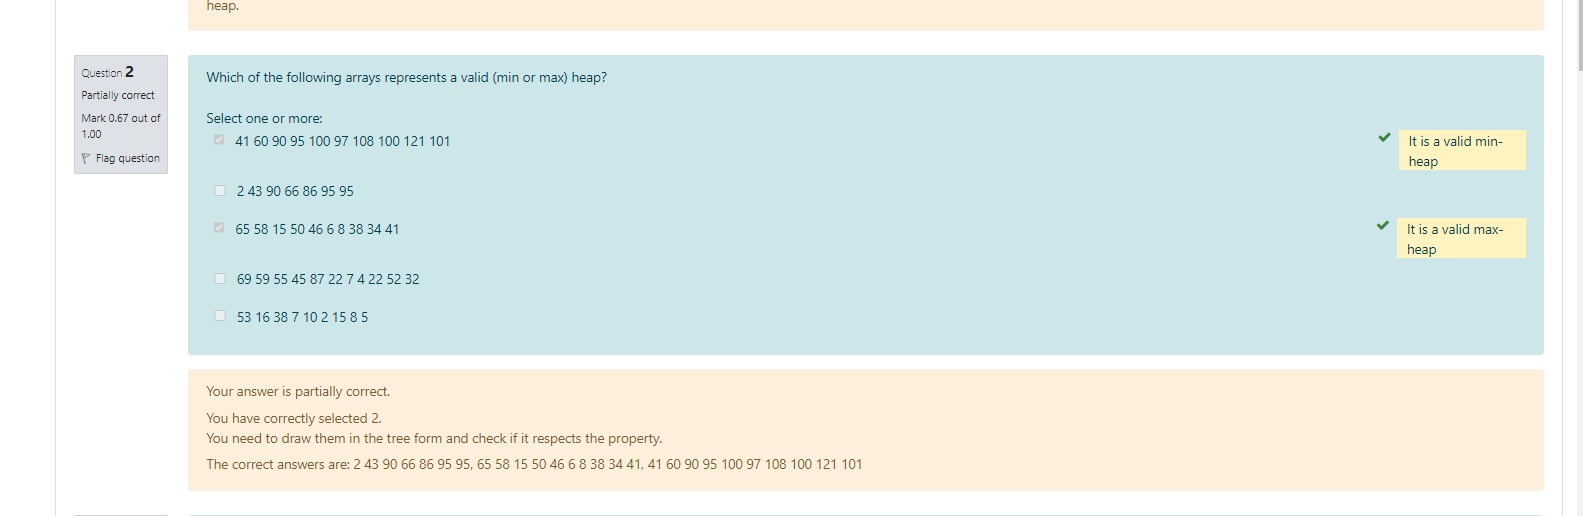 heap.
Question 2
Partially correct
Mark 0.67 out of
1.00
Flag question
Which of the following arrays represents a valid (min or max) heap?
Select one or more:
41 60 90 95 100 97 108 100 121 101
It is a valid min-
heap
2 43 90 66 86 95 95
65 58 15 50 46 6 8 38 34 41
It is a valid max-
heap
69 59 55 45 87 22 7 4 22 52 32
53 16 38 7 10 2 15 8 5
Your answer is partially correct.
You have correctly selected 2.
You need to draw them in the tree form and check if it respects the property.
The correct answers are: 2 43 90 66 86 95 95, 65 58 15 50 46 6 8 38 34 41, 41 60 90 95 100 97 108 100 121 101